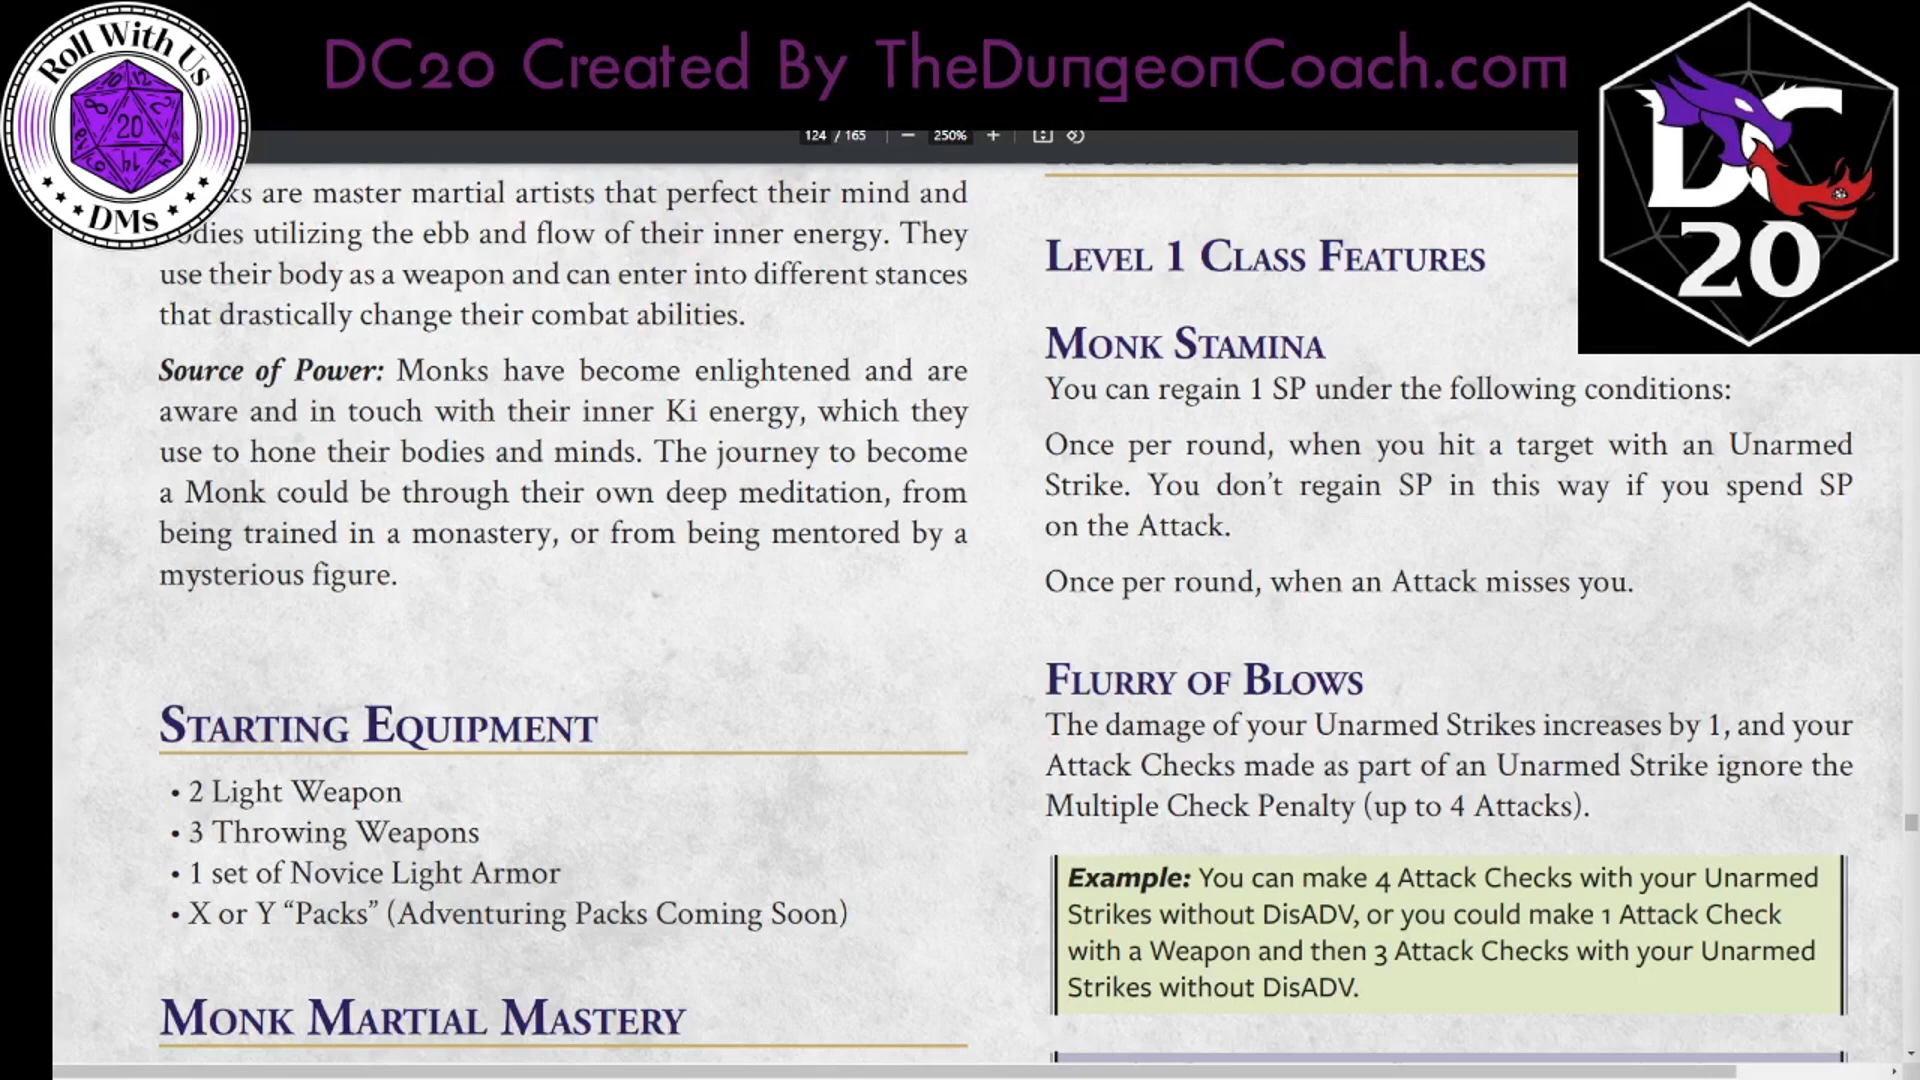 Roll With Us
20
DMs
DC20 Created By TheDungeonCoach.com
DC
20
124 / 165
250%
ks are master martial artists that perfect their mind and
odies utilizing the ebb and flow of their inner energy. They
use their body as a weapon and can enter into different stances
that drastically change their combat abilities.
Source of Power: Monks have become enlightened and are
aware and in touch with their inner Ki energy, which they
use to hone their bodies and minds. The journey to become
a Monk could be through their own deep meditation, from
being trained in a monastery, or from being mentored by a
mysterious figure.
Starting Equipment
• 2 Light Weapon
• 3 Throwing Weapons
• 1 set of Novice Light Armor
• X or Y “Packs” (Adventuring Packs Coming Soon)
Monk Martial Mastery
Level 1 Class Features
Monk Stamina
You can regain 1 SP under the following conditions:
Once per round, when you hit a target with an Unarmed
Strike. You don’t regain SP in this way if you spend SP
on the Attack.
Once per round, when an Attack misses you.
Flurry of Blows
The damage of your Unarmed Strikes increases by 1, and your
Attack Checks made as part of an Unarmed Strike ignore the
Multiple Check Penalty (up to 4 Attacks).
Example: You can make 4 Attack Checks with your Unarmed
Strikes without DisADV, or you could make 1 Attack Check
with a Weapon and then 3 Attack Checks with your Unarmed
Strikes without DisADV.